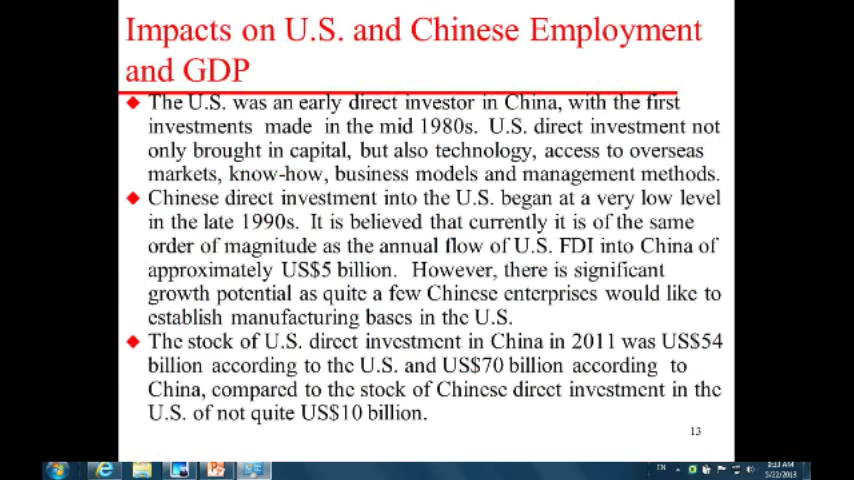 Impacts on U.S. and Chinese Employment
and GDP
The U.S. was an early direct investor in China, with the first
investments made in the mid 1980s. U.S. direct investment not
only brought in capital, but also technology, access to overseas
markets, know-how, business models and management methods.
Chinese direct investment into the U.S. began at a very low level
in the late 1990s. It is believed that currently it is of the same
order of magnitude as the annual flow of U.S. FDI into China of
approximately US$5 billion. However, there is significant
growth potential as quite a few Chinese enterprises would like to
establish manufacturing bases in the U.S.
The stock of U.S. direct investment in China in 2011 was US$54
billion according to the U.S. and US$70 billion according to
China, compared to the stock of Chinese direct investment in the
U.S. of not quite US$10 billion.
13
EN
5/22/2013